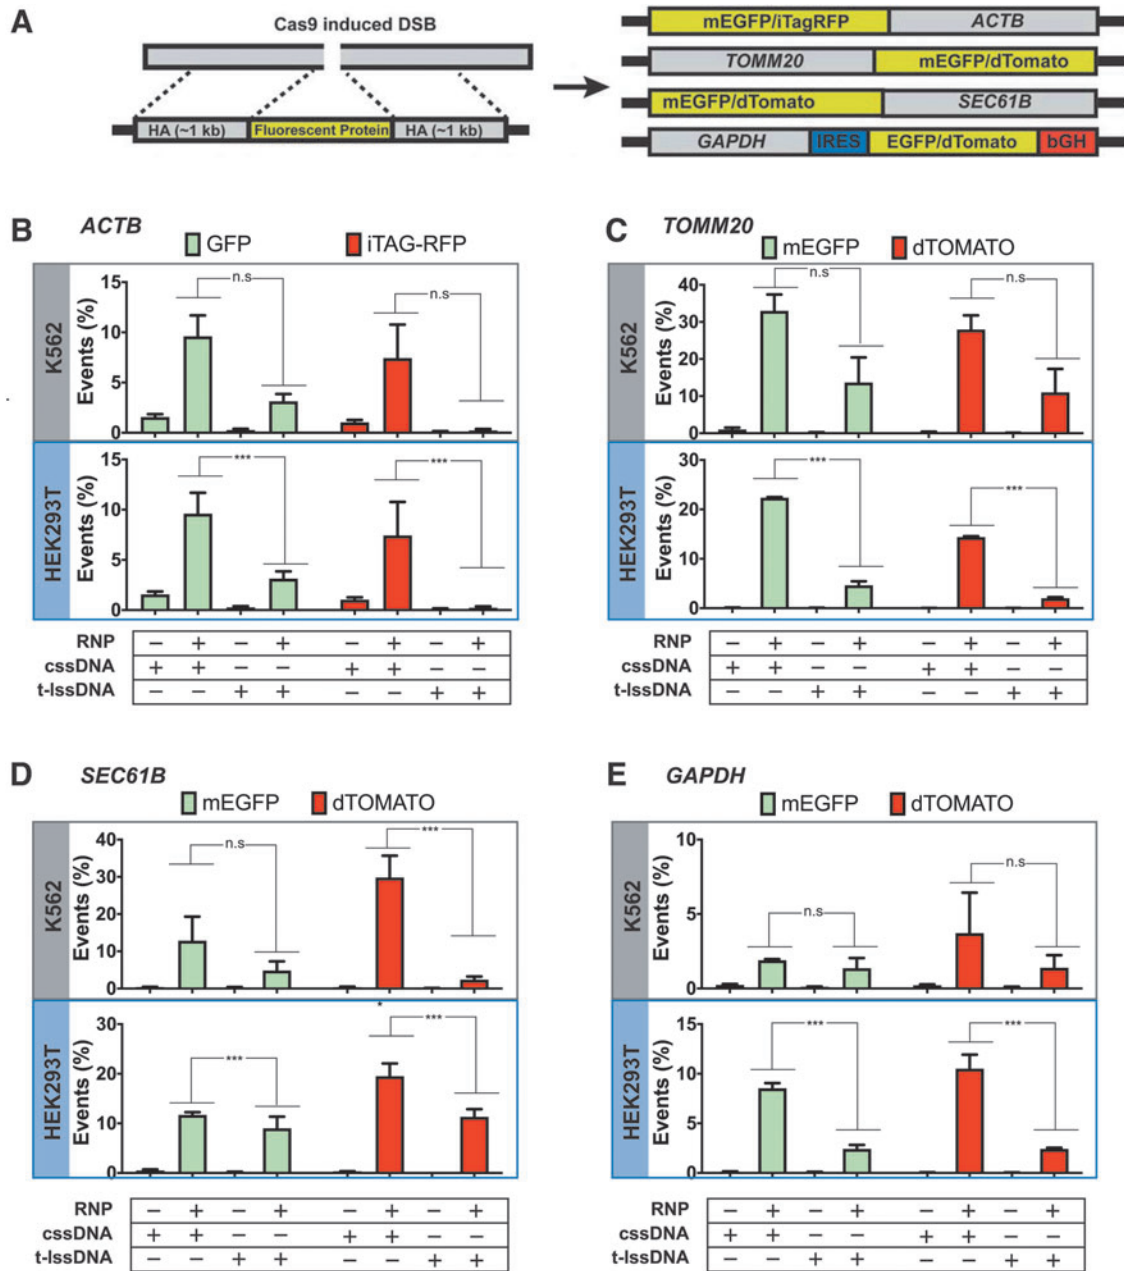 A
Cas9 induced DSB
HA (~1 kb) Fluorescent Protein HA (~1 kb)
mEGFP/iTagRFP ACTB
TOMM20 mEGFP/dTomato
mEGFP/dTomato SEC61B
GAPDH IRES EGFP/dTomato bGH
B ACTB
GFP iTAG-RFP
K562
Events (%)
15
10
5
0
n.s n.s
HEK293T
Events (%)
15
10
5
0
*** ***
RNP − + − + − + − +
cssDNA + + − − + + − −
t-lssDNA − − + + − − + +
C TOMM20
mEGFP dTOMATO
K562
Events (%)
40
30
20
10
0
n.s n.s
HEK293T
Events (%)
30
20
10
0
*** ***
RNP − + − + − + − +
cssDNA + + − − + + − −
t-lssDNA − − + + − − + +
D SEC61B
mEGFP dTOMATO
K562
Events (%)
40
30
20
10
0
n.s ***
HEK293T
Events (%)
30
20
10
0
*** * ***
RNP − + − + − + − +
cssDNA + + − − + + − −
t-lssDNA − − + + − − + +
E GAPDH
mEGFP dTOMATO
K562
Events (%)
10
5
0
n.s n.s
HEK293T
Events (%)
15
10
5
0
*** ***
RNP − + − + − + − +
cssDNA + + − − + + − −
t-lssDNA − − + + − − + +